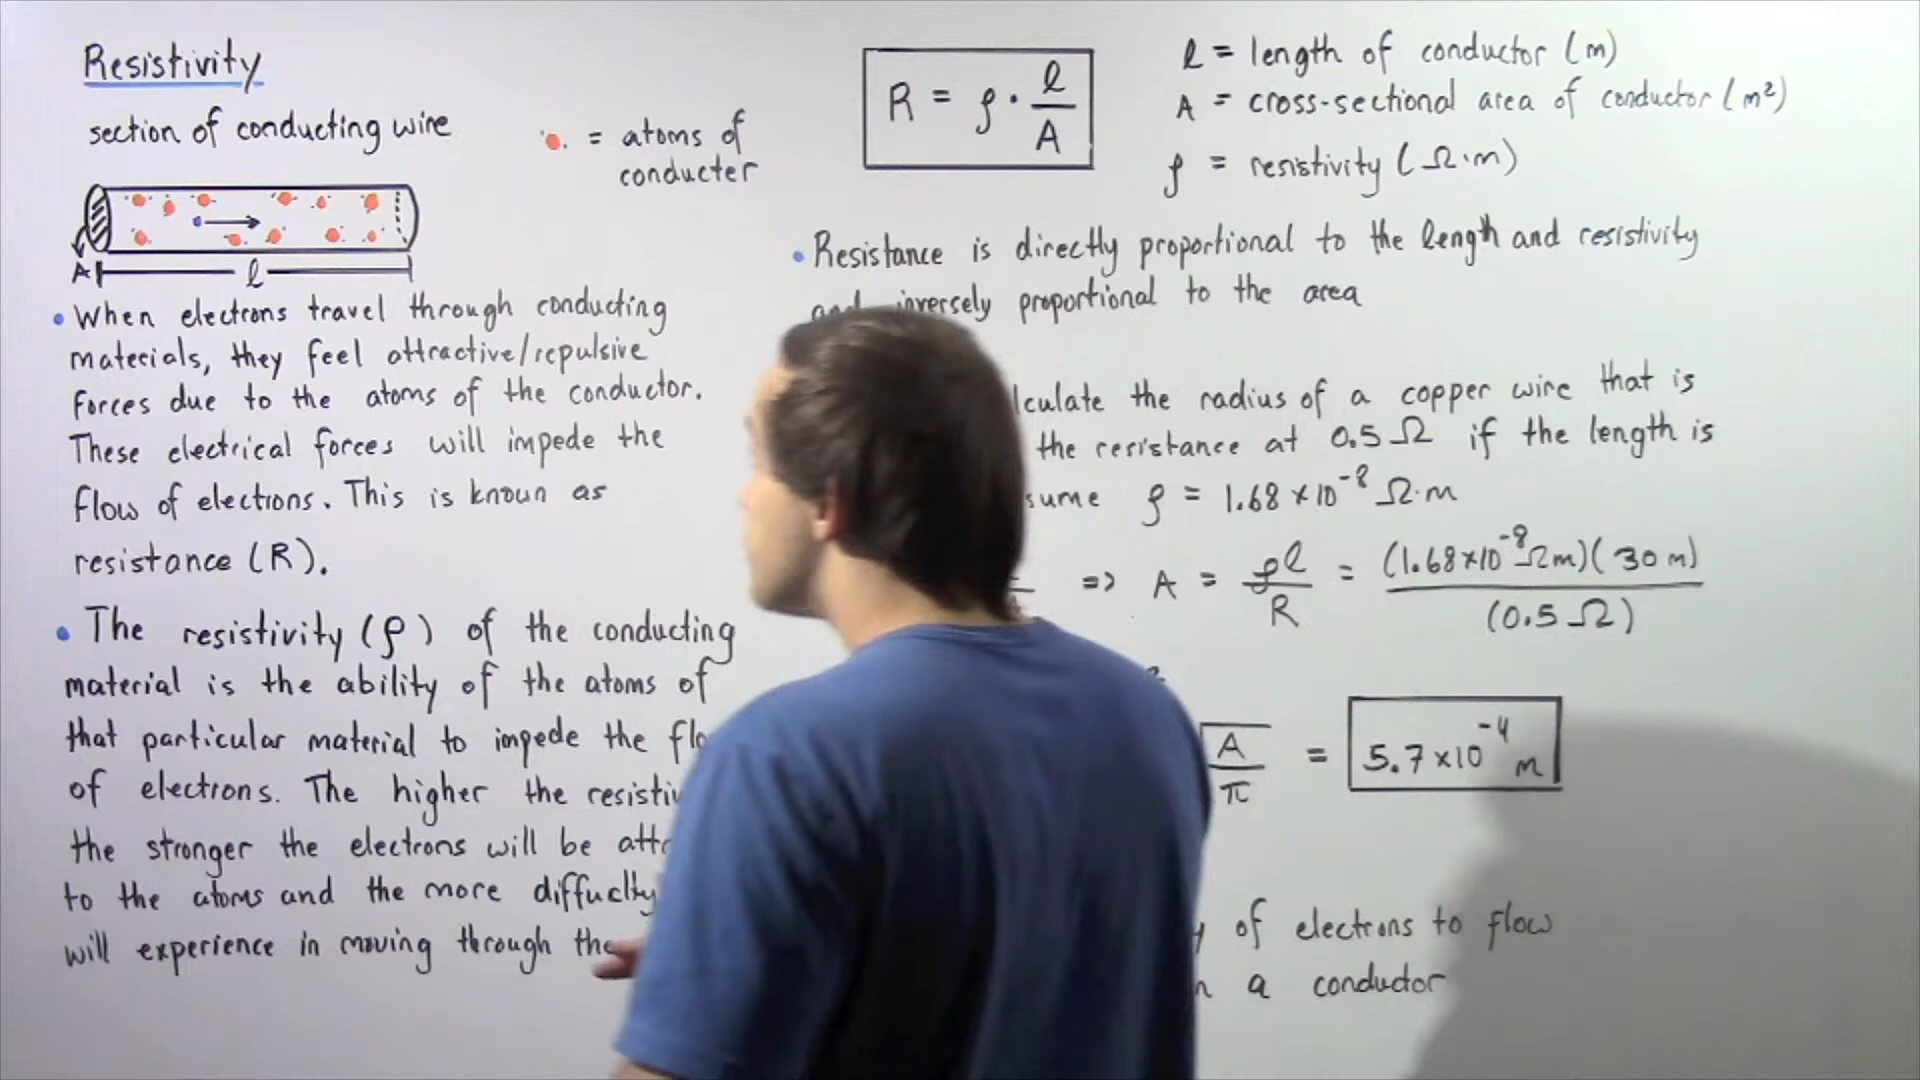 Resistivity
section of conducting wire
= atoms of
conducter
A
l
• When electrons travel through conducting
materials, they feel attractive/repulsive
forces due to the atoms of the conductor.
These electrical forces will impede the
flow of electrons. This is known as
resistance (R).
• The resistivity (ρ) of the conducting
material is the ability of the atoms of
that particular material to impede the
of electrons. The higher the
the stronger the electrons will be
to the atoms and the more diffuclty
will experience in moving through the
R = ρ · l/A
l = length of conductor (m)
A = cross-sectional area of conductor (m²)
ρ = resistivity (Ω·m)
• Resistance is directly proportional to the length and resistivity
and inversely proportional to the area
the radius of a copper wire that is
the resistance at 0.5 Ω if the length is
ρ = 1.68 × 10⁻⁸ Ω·m
=> A = ρl/R = (1.68×10⁻⁸Ωm)(30 m)/(0.5 Ω)
A/π = 5.7×10⁻⁴ m
of electrons to flow
a conductor